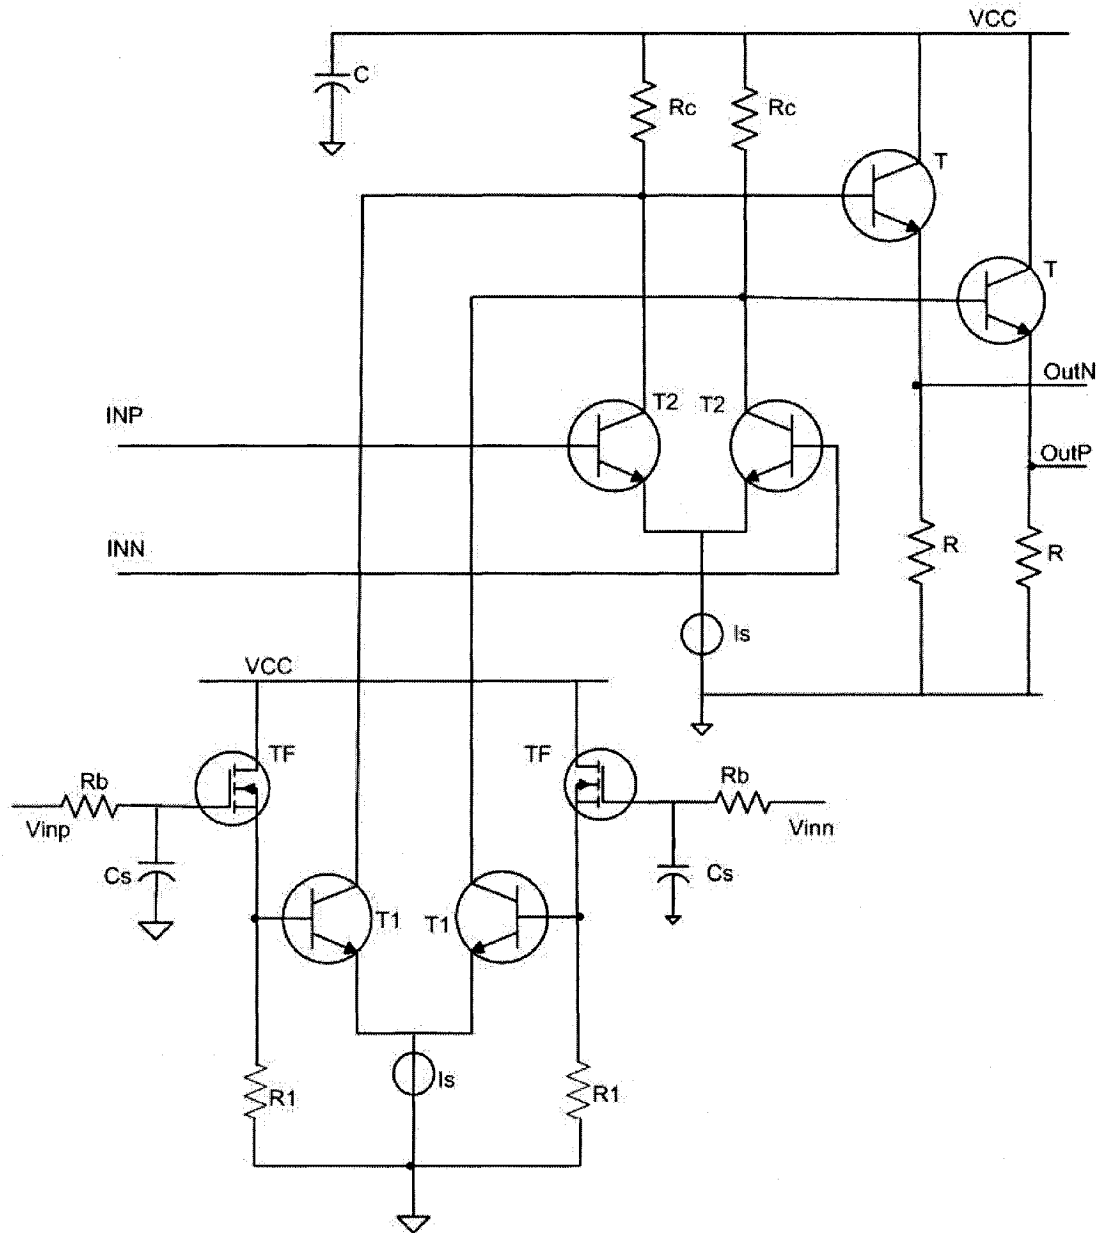 VCC
C
Rc
Rc
T
T
OutN
T2
T2
INP
OutP
INN
R
R
Is
VCC
TF
TF
Rb
Rb
Vinp
Vinn
Cs
Cs
T1
T1
Is
R1
R1